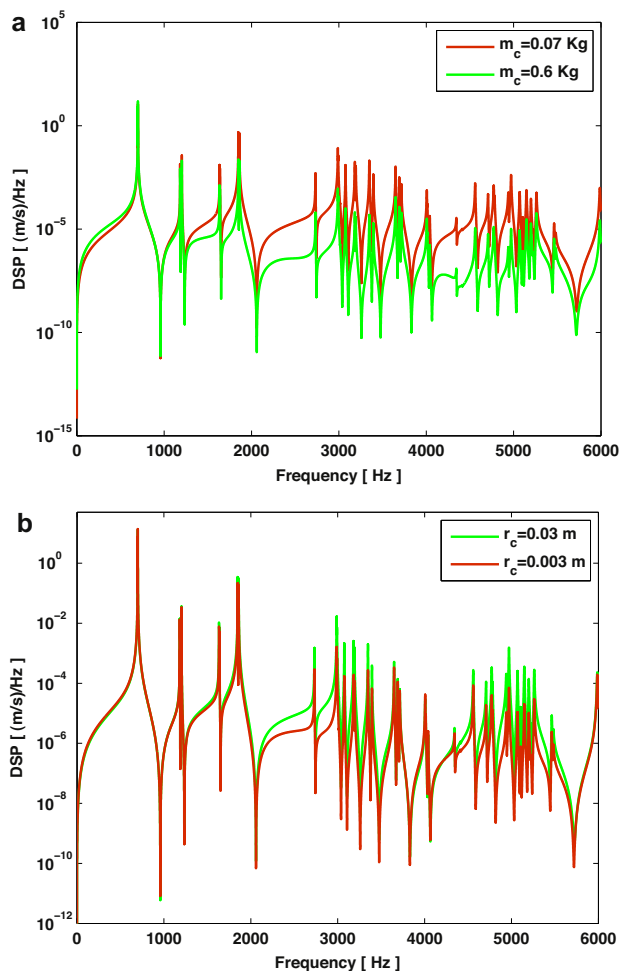 a
10^5
m_c=0.07 Kg
m_c=0.6 Kg
10^0
10^−5
10^−10
10^−15
DSP [ (m/s)/Hz ]
0 1000 2000 3000 4000 5000 6000
Frequency [ Hz ]
b
r_c=0.03 m
r_c=0.003 m
10^0
10^−2
10^−4
10^−6
10^−8
10^−10
10^−12
DSP [ (m/s)/Hz ]
0 1000 2000 3000 4000 5000 6000
Frequency [ Hz ]